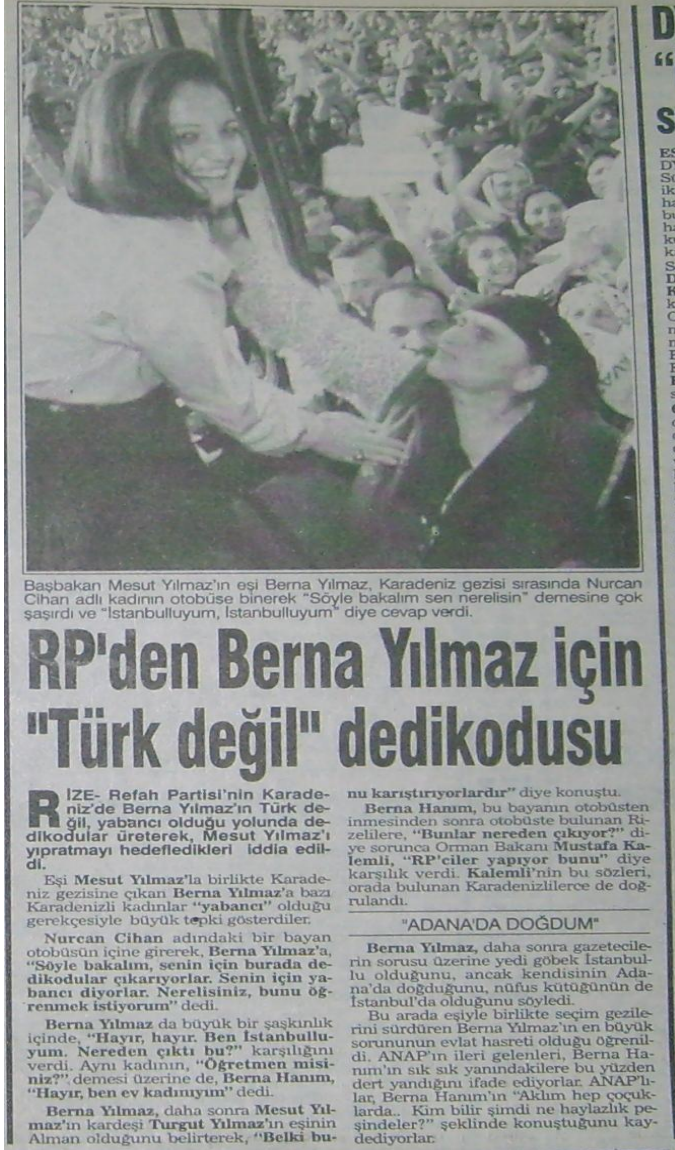 Başbakan Mesut Yılmaz'ın eşi Berna Yılmaz, Karadeniz gezisi sırasında Nurcan
Cihan adlı kadının otobüse binerek "Söyle bakalım sen nerelisin" demesine çok
şaşırdı ve "İstanbulluyum, İstanbulluyum" diye cevap verdi.
RP'den Berna Yılmaz için
"Türk değil" dedikodusu
RİZE- Refah Partisi'nin Karade-
niz'de Berna Yılmaz'ın Türk de-
ğil, yabancı olduğu yolunda de-
dikodular üreterek, Mesut Yılmaz'ı
yıpratmayı hedefledikleri iddia edil-
di.
Eşi Mesut Yılmaz'la birlikte Karade-
niz gezisine çıkan Berna Yılmaz'a bazı
Karadenizli kadınlar "yabancı" olduğu
gerekçesiyle büyük tepki gösterdiler.
Nurcan Cihan adındaki bir bayan
otobüsün içine girerek, Berna Yılmaz'a,
"Söyle bakalım, senin için burada de-
dikodular çıkarıyorlar. Senin için ya-
bancı diyorlar. Nerelisiniz, bunu öğ-
renmek istiyorum" dedi.
Berna Yılmaz da büyük bir şaşkınlık
içinde, "Hayır, hayır. Ben İstanbullu-
yum. Nereden çıktı bu?" karşılığını
verdi. Aynı kadının, "Öğretmen misi-
niz?" demesi üzerine de, Berna Hanım,
"Hayır, ben ev kadınıyım" dedi.
Berna Yılmaz, daha sonra Mesut Yıl-
maz'ın kardeşi Turgut Yılmaz'ın eşinin
Alman olduğunu belirterek, "Belki bu-
nu karıştırıyorlardır" diye konuştu.
Berna Hanım, bu bayanın otobüsten
inmesinden sonra otobüste bulunan Ri-
zelilere, "Bunlar nereden çıkıyor?" di-
ye sorunca Orman Bakanı Mustafa Ka-
lemli, "RP'ciler yapıyor bunu" diye
karşılık verdi. Kalemli'nin bu sözleri,
orada bulunan Karadenizlilerce de doğ-
rulandı.
"ADANA'DA DOĞDUM"
Berna Yılmaz, daha sonra gazetecile-
rin sorusu üzerine yedi göbek İstanbul-
lu olduğunu, ancak kendisinin Ada-
na'da doğduğunu, nüfus kütüğünün de
İstanbul'da olduğunu söyledi.
Bu arada eşiyle birlikte seçim gezile-
rini sürdüren Berna Yılmaz'ın en büyük
sorununun evlat hasreti olduğu öğrenil-
di. ANAP'ın ileri gelenleri, Berna Ha-
nım'ın sık sık yanındakilere bu yüzden
dert yandığını ifade ediyorlar. ANAP'lı-
lar, Berna Hanım'ın "Aklım hep çoçuk-
larda.. Kim bilir şimdi ne haylazlık pe-
şindeler?" şeklinde konuştuğunu kay-
dediyorlar.